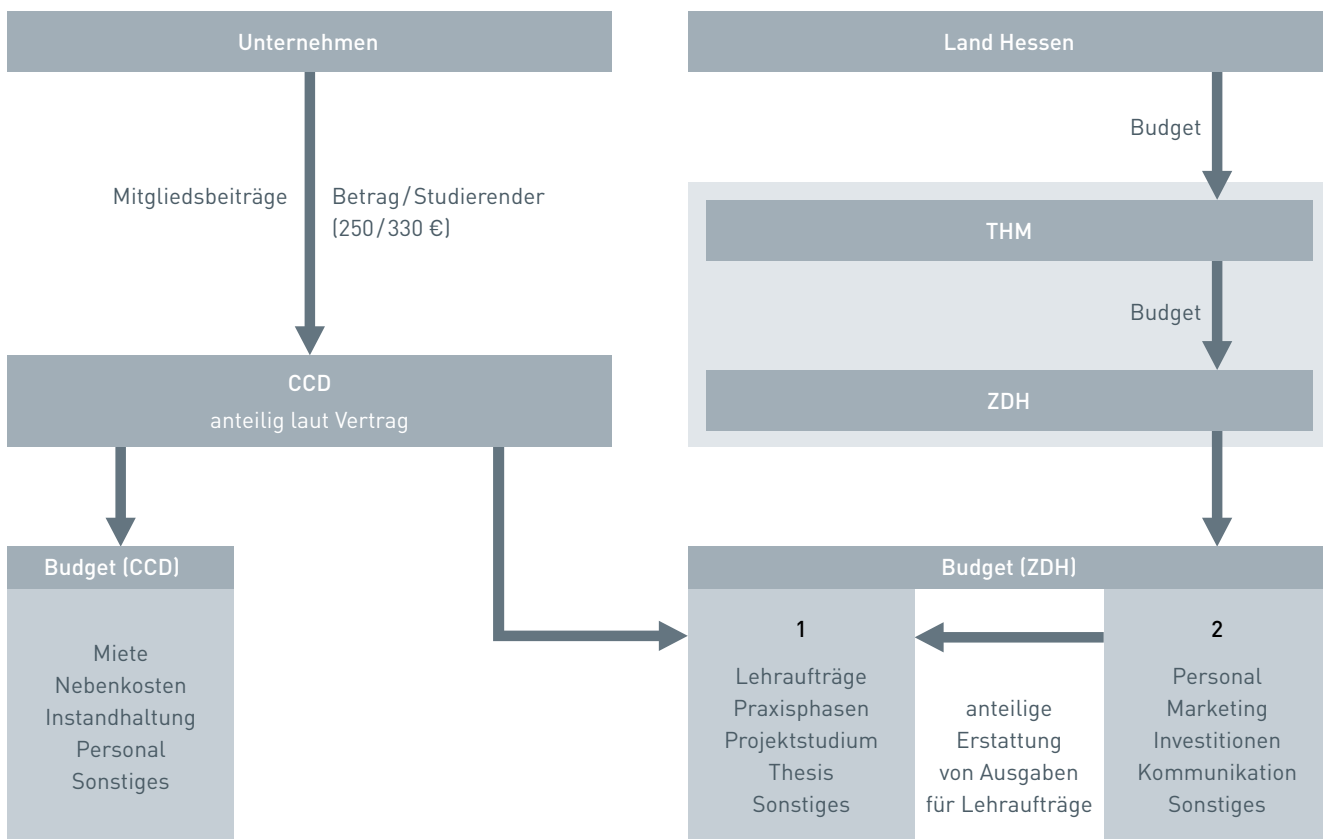 Unternehmen
Land Hessen
Budget
Mitgliedsbeiträge
Betrag/Studierender
(250/330 €)
THM
Budget
CCD
anteilig laut Vertrag
ZDH
Budget (CCD)
Miete
Nebenkosten
Instandhaltung
Personal
Sonstiges
Budget (ZDH)
1
Lehraufträge
Praxisphasen
Projektstudium
Thesis
Sonstiges
anteilige
Erstattung
von Ausgaben
für Lehraufträge
2
Personal
Marketing
Investitionen
Kommunikation
Sonstiges